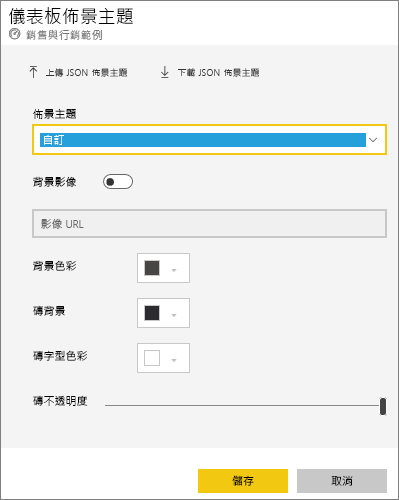 儀表板佈景主題
銷售與行銷範例
上傳 JSON 佈景主題 下載 JSON 佈景主題
佈景主題
自訂
背景影像
影像 URL
背景色彩
磚背景
磚字型色彩
磚不透明度
儲存 取消